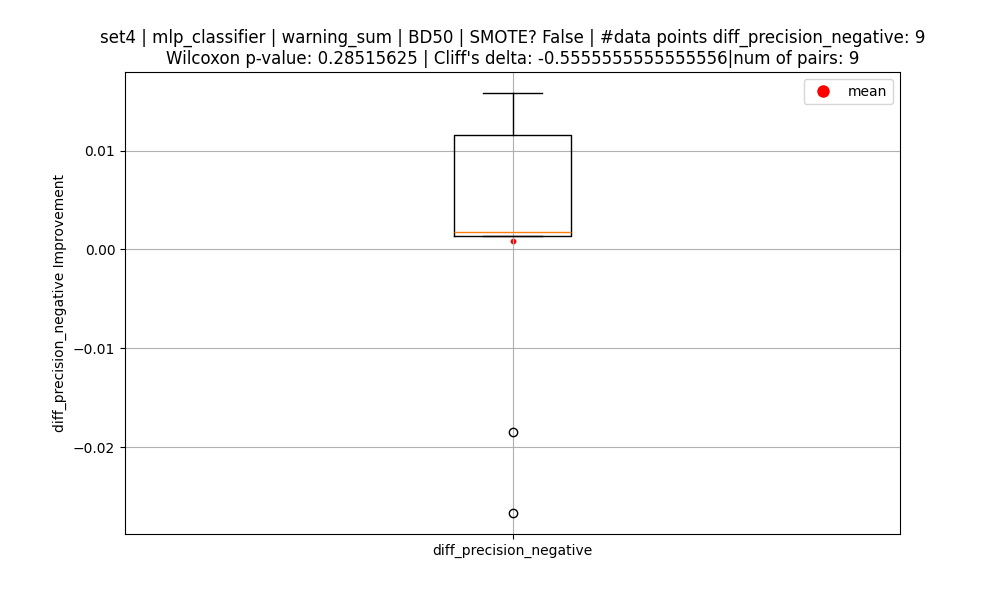 set4 | mlp_classifier | warning_sum | BD50 | SMOTE? False | #data points diff_precision_negative: 9
Wilcoxon p-value: 0.28515625 | Cliff's delta: -0.5555555555555556|num of pairs: 9
mean
0.01
0.00
−0.01
−0.02
diff_precision_negative Improvement
diff_precision_negative